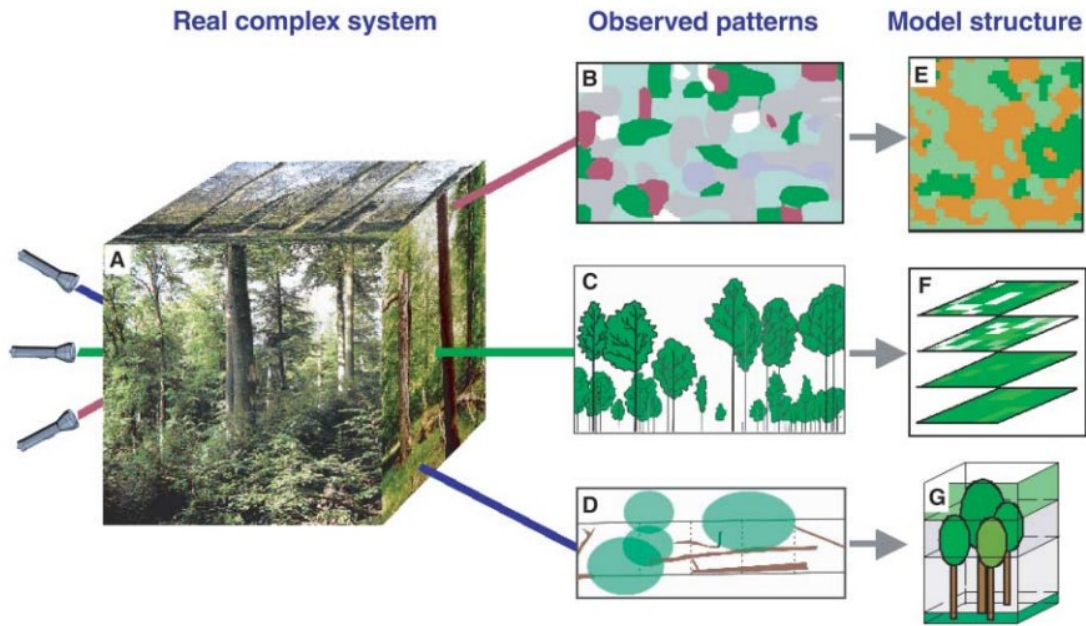 Real complex system
Observed patterns
Model structure
A
B
C
D
E
F
G